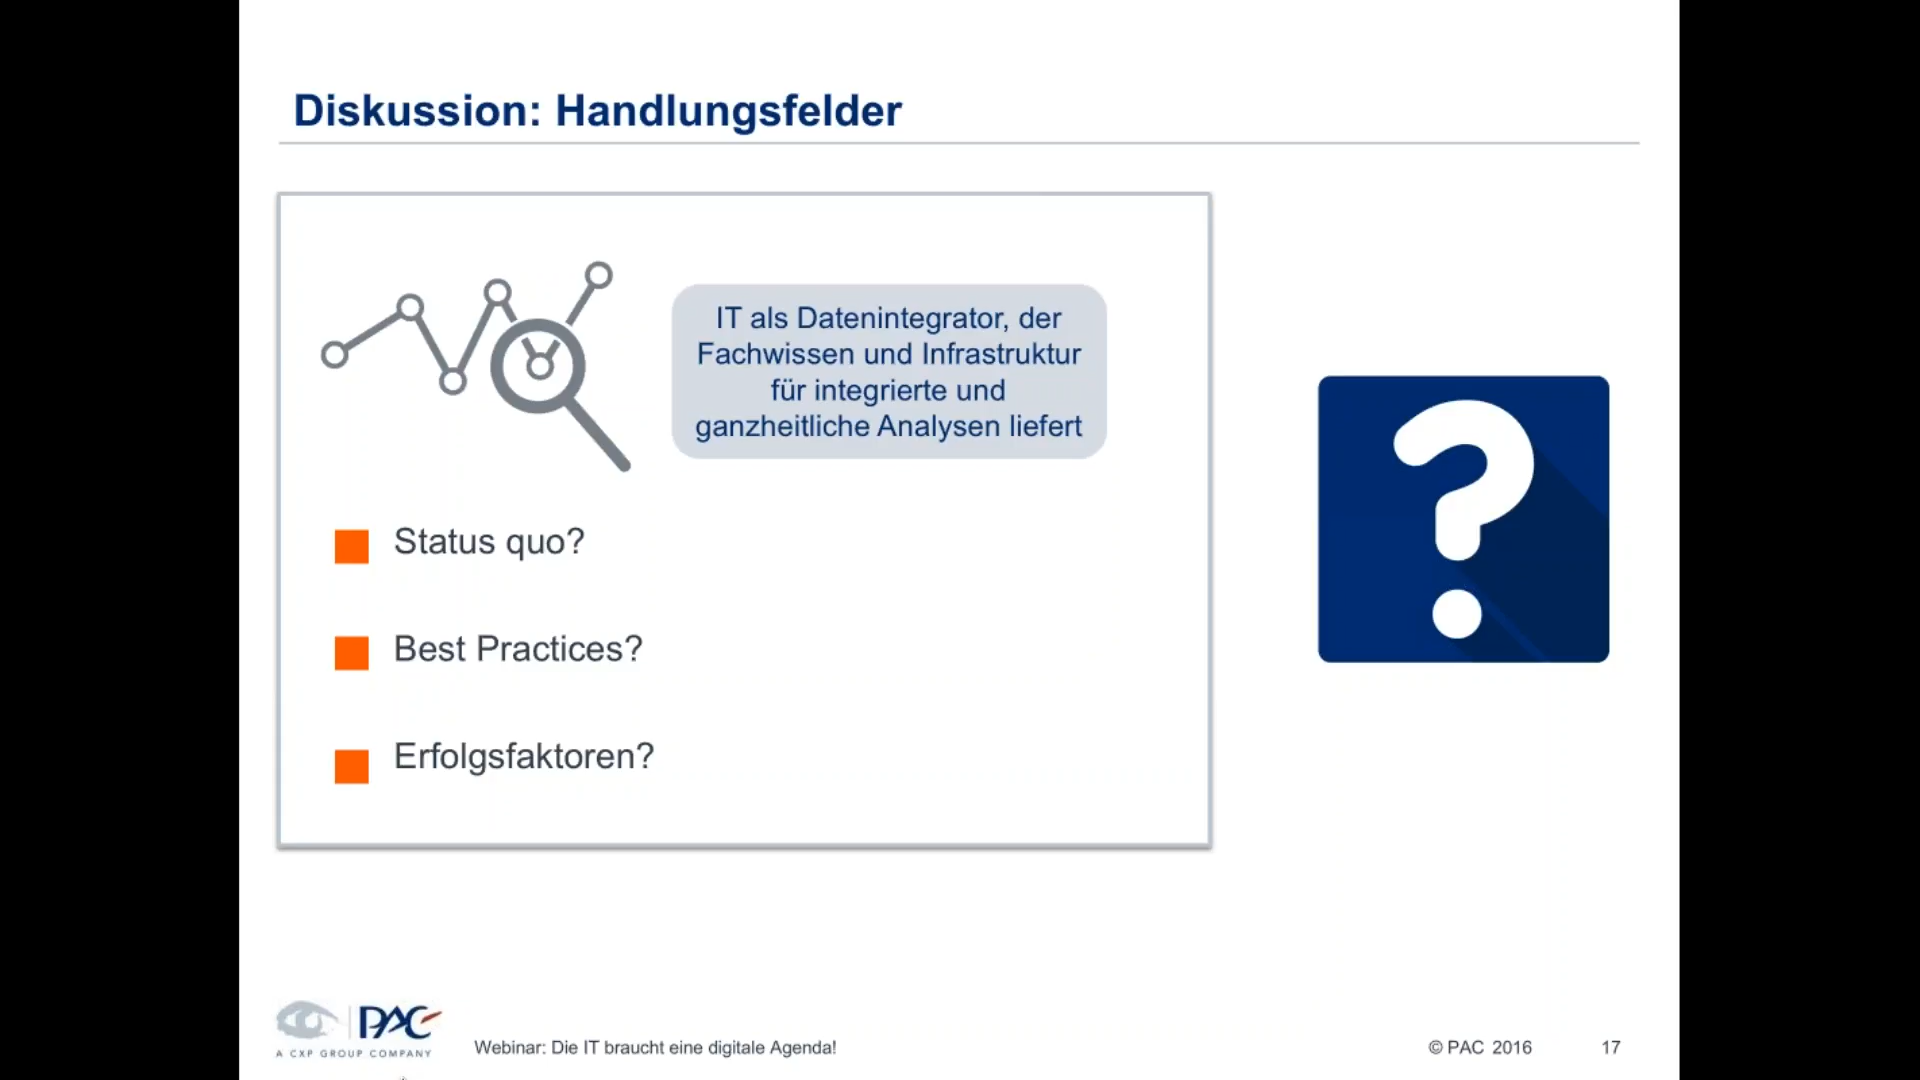 Diskussion: Handlungsfelder
IT als Datenintegrator, der
Fachwissen und Infrastruktur
für integrierte und
ganzheitliche Analysen liefert
Status quo?
Best Practices?
Erfolgsfaktoren?
?
PAC
A CXP GROUP COMPANY
Webinar: Die IT braucht eine digitale Agenda!
© PAC 2016
17